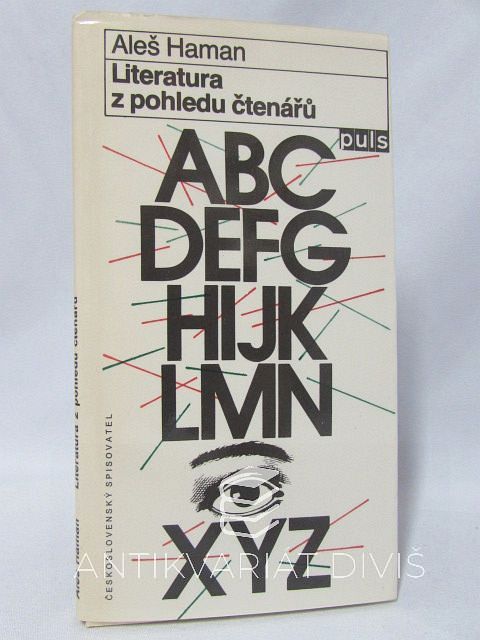 Aleš Haman
Literatura
z pohledu čtenářů
puls
ABC
DEFG
HIJK
LMN
XYZ
Aleš Haman Literatura z pohledu čtenářů
ČESKOSLOVENSKÝ SPISOVATEL
ANTIKVARIÁT DIVIŠ